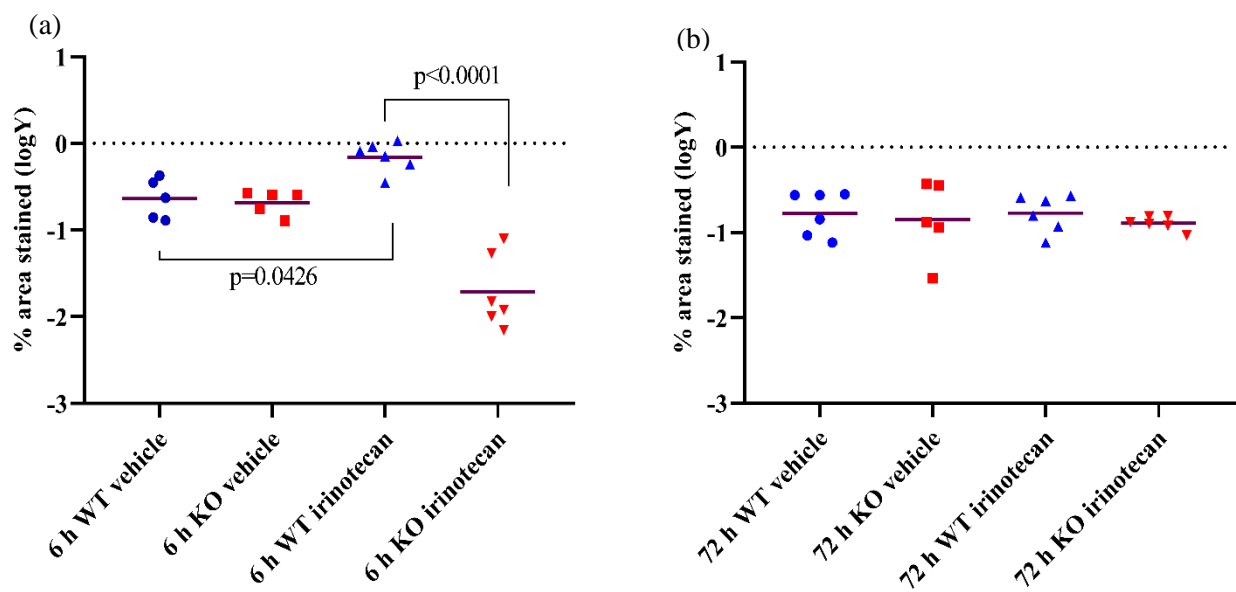 (a)
% area stained (logY)
1
0
-1
-2
-3
p<0.0001
p=0.0426
6 h WT vehicle
6 h KO vehicle
6 h WT irinotecan
6 h KO irinotecan
(b)
% area stained (logY)
1
0
-1
-2
-3
72 h WT vehicle
72 h KO vehicle
72 h WT irinotecan
72 h KO irinotecan